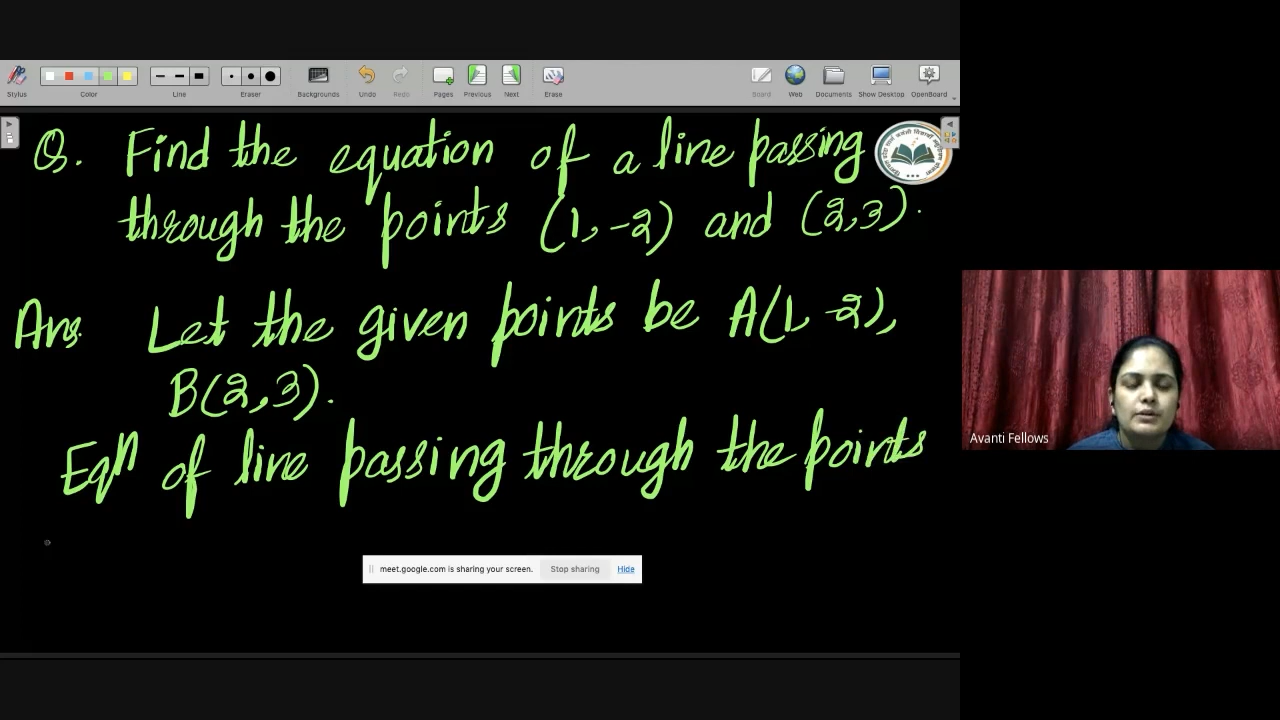 Stylus
Color
Line
Eraser
Backgrounds
Undo
Redo
Pages
Previous
Next
Erase
Board
Web
Documents
Show Desktop
OpenBoard
Q. Find the equation of a line passing
through the points (1, -2) and (2,3).
Ans. Let the given points be A(1, -2),
B(2,3).
Eqn of line passing through the points
meet.google.com is sharing your screen. Stop sharing Hide
Avanti Fellows